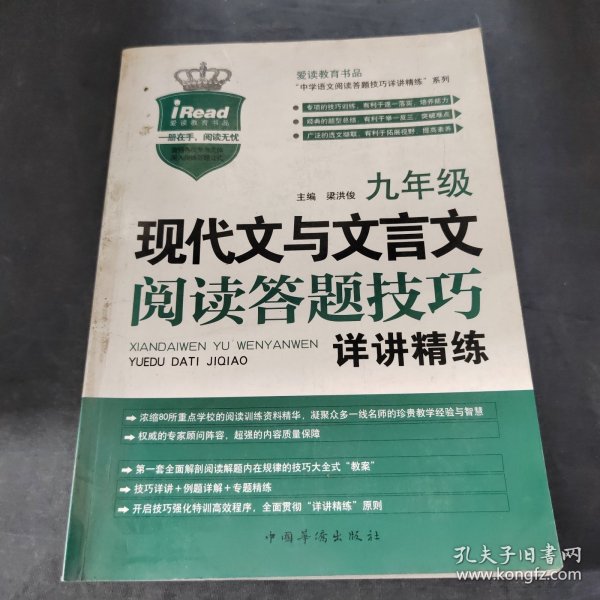 爱读教育书品
“中学语文阅读答题技巧详讲精练”系列
iRead
爱读教育书品
一册在手，阅读无忧
专项的技巧训练，有利于逐一落实，培养能力
经典的题型总结，有利于举一反三，突破难点
广泛的选文撷取，有利于拓展视野，提高素养
主编 梁洪俊
九年级
现代文与文言文
阅读答题技巧
XIANDAIWEN YU WENYANWEN
YUEDU DATI JIQIAO
详讲精练
浓缩80所重点学校的阅读训练资料精华，凝聚众多一线名师的珍贵教学经验与智慧
权威的专家顾问阵容，超强的内容质量保障
第一套全面解剖阅读解题内在规律的技巧大全式“教案”
技巧详讲+例题详解+专题精练
开启技巧强化特训高效程序，全面贯彻“详讲精练”原则
中国华侨出版社
孔夫子旧书网
www.kongfz.com